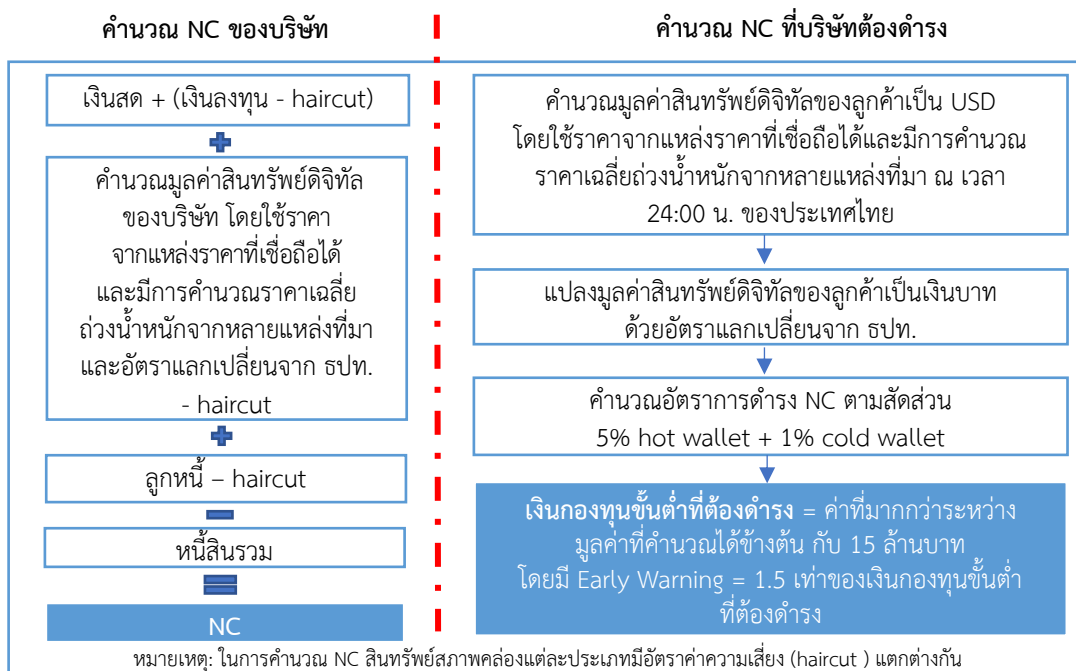 คำนวณ NC ของบริษัท
เงินสด + (เงินลงทุน - haircut)
คำนวณมูลค่าสินทรัพย์ดิจิทัล
ของบริษัท โดยใช้ราคา
จากแหล่งราคาที่เชื่อถือได้
และมีการคำนวณราคาเฉลี่ย
ถ่วงน้ำหนักจากหลายแหล่งที่มา
และอัตราแลกเปลี่ยนจาก ธปท.
- haircut
ลูกหนี้ – haircut
หนี้สินรวม
NC
คำนวณ NC ที่บริษัทต้องดำรง
คำนวณมูลค่าสินทรัพย์ดิจิทัลของลูกค้าเป็น USD
โดยใช้ราคาจากแหล่งราคาที่เชื่อถือได้และมีการคำนวณ
ราคาเฉลี่ยถ่วงน้ำหนักจากหลายแหล่งที่มา ณ เวลา
24:00 น. ของประเทศไทย
แปลงมูลค่าสินทรัพย์ดิจิทัลของลูกค้าเป็นเงินบาท
ด้วยอัตราแลกเปลี่ยนจาก ธปท.
คำนวณอัตราการดำรง NC ตามสัดส่วน
5% hot wallet + 1% cold wallet
เงินกองทุนขั้นต่ำที่ต้องดำรง = ค่าที่มากกว่าระหว่าง
มูลค่าที่คำนวณได้ข้างต้น กับ 15 ล้านบาท
โดยมี Early Warning = 1.5 เท่าของเงินกองทุนขั้นต่ำ
ที่ต้องดำรง
หมายเหตุ: ในการคำนวณ NC สินทรัพย์สภาพคล่องแต่ละประเภทมีอัตราค่าความเสี่ยง (haircut ) แตกต่างกัน